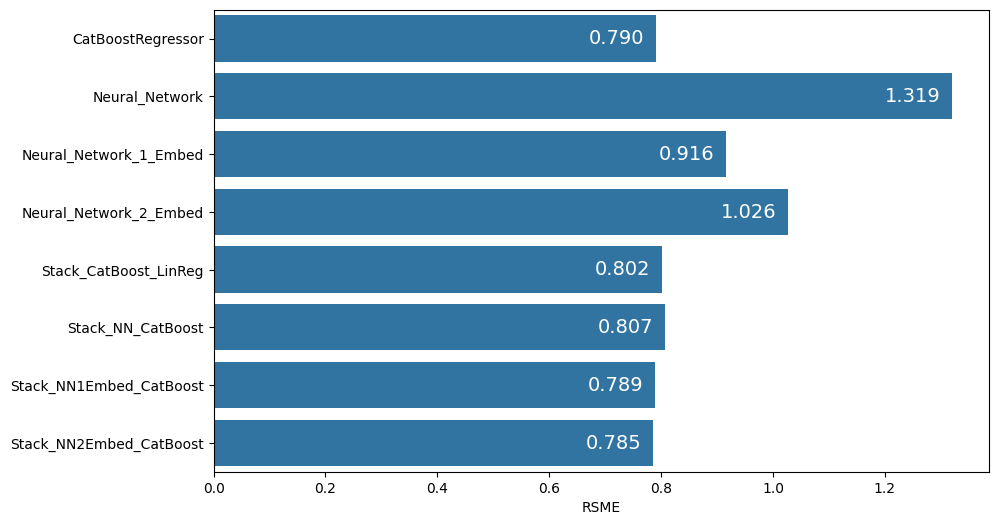 CatBoostRegressor 0.790
Neural_Network 1.319
Neural_Network_1_Embed 0.916
Neural_Network_2_Embed 1.026
Stack_CatBoost_LinReg 0.802
Stack_NN_CatBoost 0.807
Stack_NN1Embed_CatBoost 0.789
Stack_NN2Embed_CatBoost 0.785
0.0 0.2 0.4 0.6 0.8 1.0 1.2
RSME